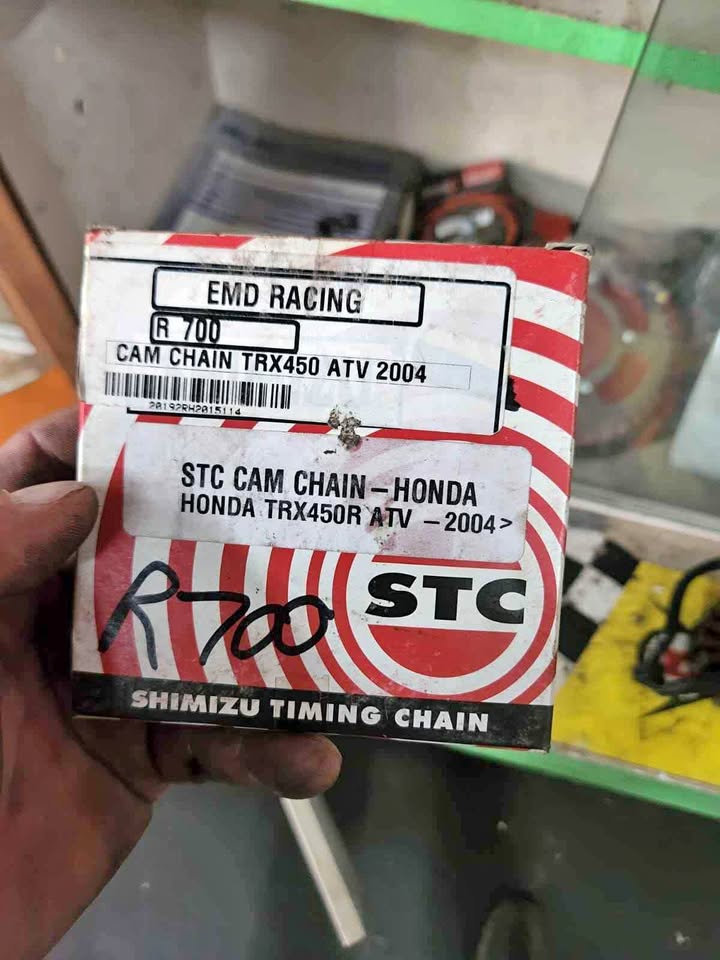 EMD RACING
R 700
CAM CHAIN TRX450 ATV 2004
20192RH2015114
STC CAM CHAIN-HONDA
HONDA TRX450R ATV -2004>
R700
STC
SHIMIZU TIMING CHAIN